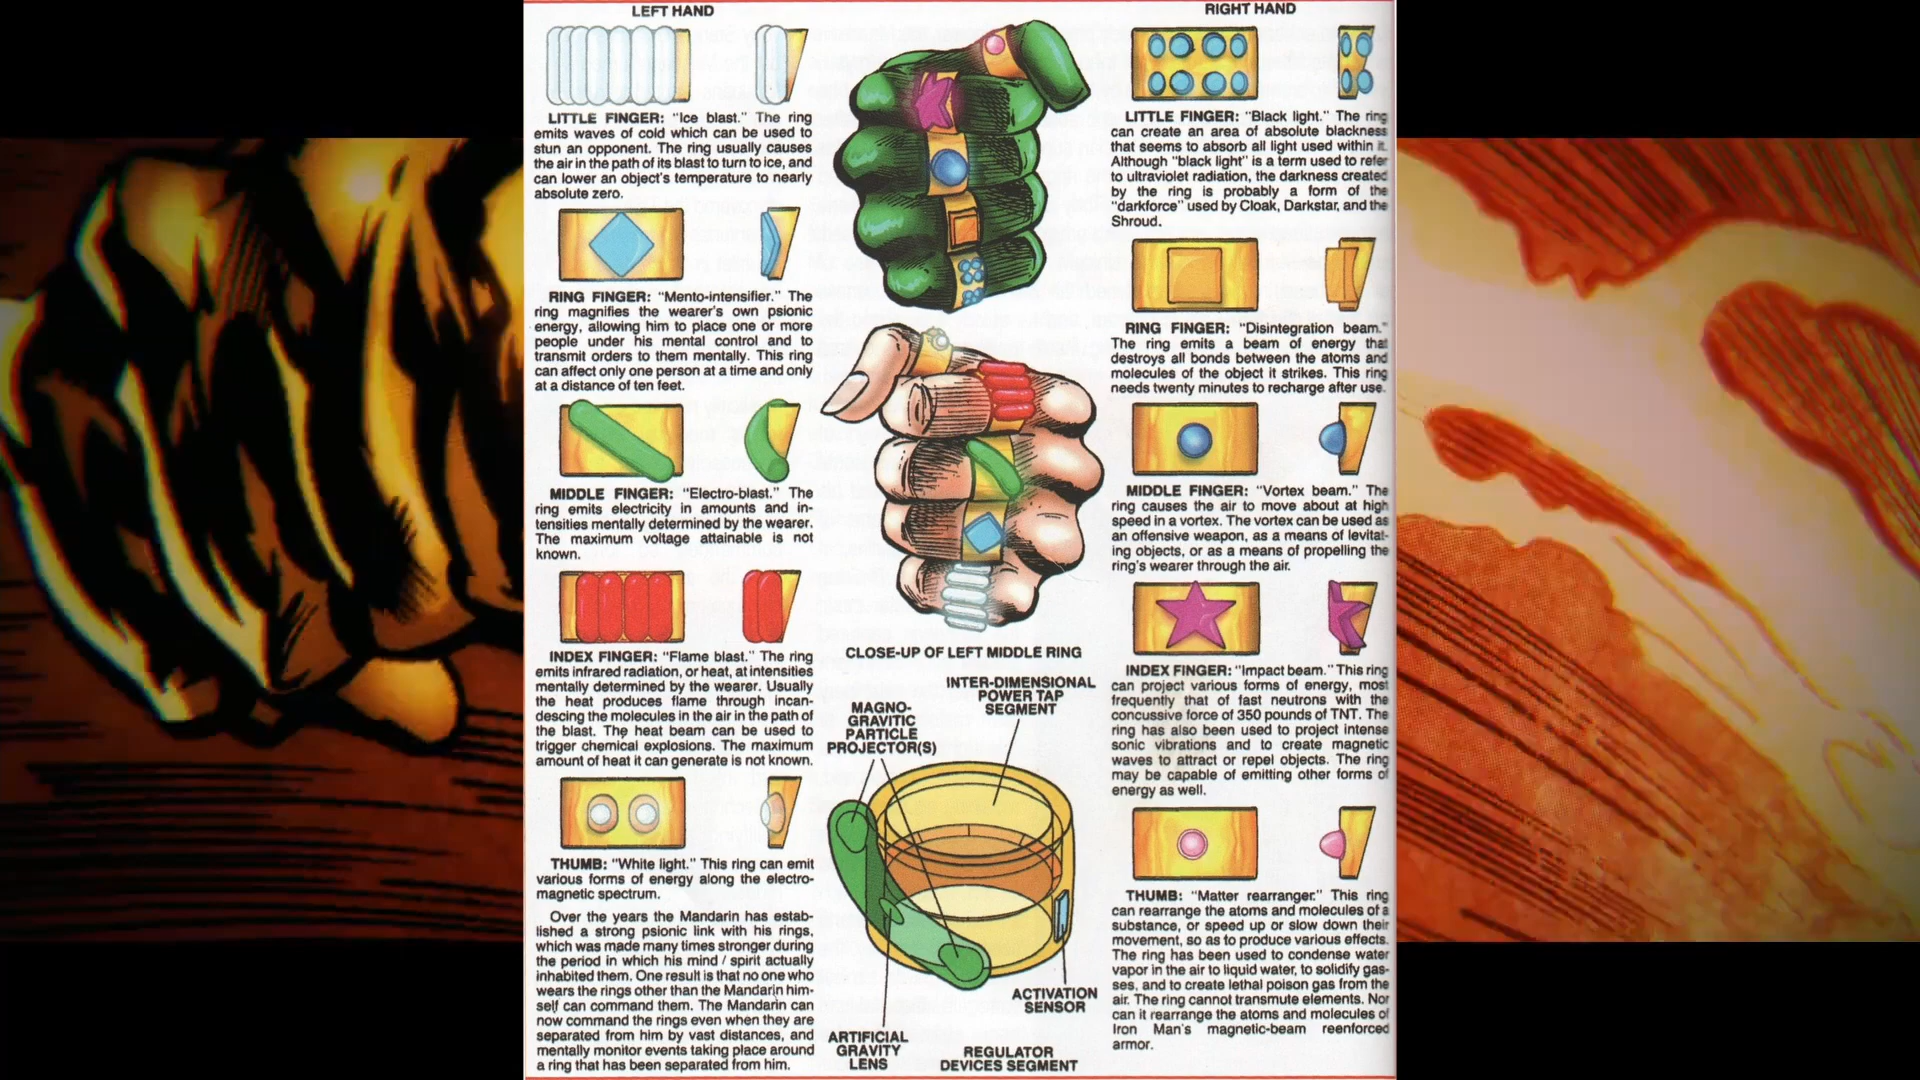 LEFT HAND
LITTLE FINGER: "Ice blast." The ring
emits waves of cold which can be used to
stun an opponent. The ring usually causes
the air in the path of its blast to turn to ice, and
can lower an object's temperature to nearly
absolute zero.
RING FINGER: "Mento-intensifier." The
ring magnifies the wearer's own psionic
energy, allowing him to place one or more
people under his mental control and to
transmit orders to them mentally. This ring
can affect only one person at a time and only
at a distance of ten feet.
MIDDLE FINGER: "Electro-blast." The
ring emits electricity in amounts and in-
tensities mentally determined by the wearer.
The maximum voltage attainable is not
known.
INDEX FINGER: "Flame blast." The ring
emits infrared radiation, or heat, at intensities
mentally determined by the wearer. Usually
the heat produces flame through incan-
descing the molecules in the air in the path of
the blast. The heat beam can be used to
trigger chemical explosions. The maximum
amount of heat it can generate is not known.
THUMB: "White light." This ring can emit
various forms of energy along the electro-
magnetic spectrum.
Over the years the Mandarin has estab-
lished a strong psionic link with his rings,
which was made many times stronger during
the period in which his mind / spirit actually
inhabited them. One result is that no one who
wears the rings other than the Mandarin him-
self can command them. The Mandarin can
now command the rings even when they are
separated from him by vast distances, and
mentally monitor events taking place around
a ring that has been separated from him.
CLOSE-UP OF LEFT MIDDLE RING
INTER-DIMENSIONAL
POWER TAP
SEGMENT
MAGNO-
GRAVITIC
PARTICLE
PROJECTOR(S)
ACTIVATION
SENSOR
ARTIFICIAL
GRAVITY
LENS
REGULATOR
DEVICES SEGMENT
RIGHT HAND
LITTLE FINGER: "Black light." The ring
can create an area of absolute blackness
that seems to absorb all light used within it.
Although "black light" is a term used to refer
to ultraviolet radiation, the darkness created
by the ring is probably a form of the
"darkforce" used by Cloak, Darkstar, and the
Shroud.
RING FINGER: "Disintegration beam."
The ring emits a beam of energy that
destroys all bonds between the atoms and
molecules of the object it strikes. This ring
needs twenty minutes to recharge after use.
MIDDLE FINGER: "Vortex beam." The
ring causes the air to move about at high
speed in a vortex. The vortex can be used as
an offensive weapon, as a means of levitat-
ing objects, or as a means of propelling the
ring's wearer through the air.
INDEX FINGER: "Impact beam." This ring
can project various forms of energy, most
frequently that of fast neutrons with the
concussive force of 350 pounds of TNT. The
ring has also been used to project intense
sonic vibrations and to create magnetic
waves to attract or repel objects. The ring
may be capable of emitting other forms of
energy as well.
THUMB: "Matter rearranger." This ring
can rearrange the atoms and molecules of a
substance, or speed up or slow down their
movement, so as to produce various effects.
The ring has been used to condense water
vapor in the air to liquid water, to solidify gas-
ses, and to create lethal poison gas from the
air. The ring cannot transmute elements. Nor
can it rearrange the atoms and molecules of
Iron Man's magnetic-beam reenforced
armor.